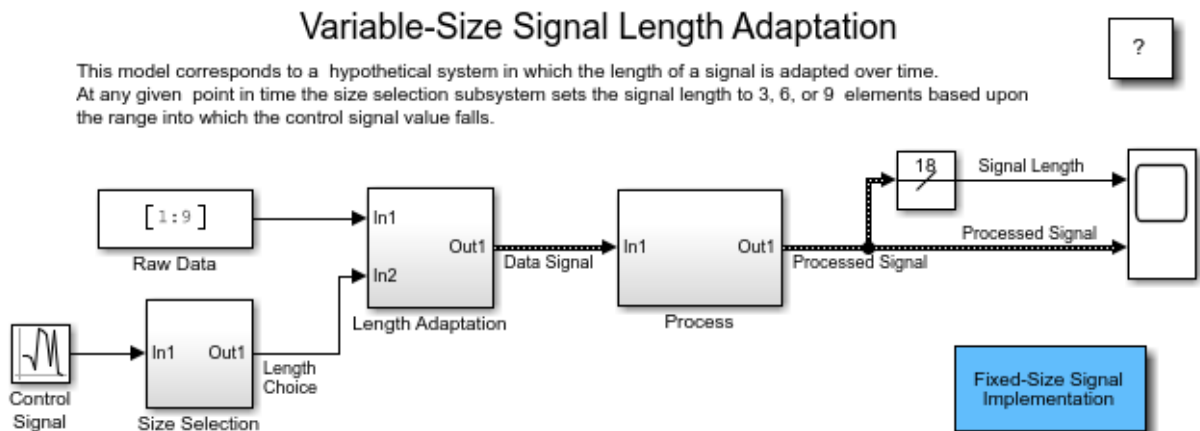 Variable-Size Signal Length Adaptation
?
This model corresponds to a hypothetical system in which the length of a signal is adapted over time.
At any given point in time the size selection subsystem sets the signal length to 3, 6, or 9 elements based upon
the range into which the control signal value falls.
18
Signal Length
[1:9]
Raw Data
In1
In2
Out1
Length Adaptation
Data Signal
In1
Out1
Process
Processed Signal
Processed Signal
Control
Signal
In1
Out1
Size Selection
Length
Choice
Fixed-Size Signal
Implementation